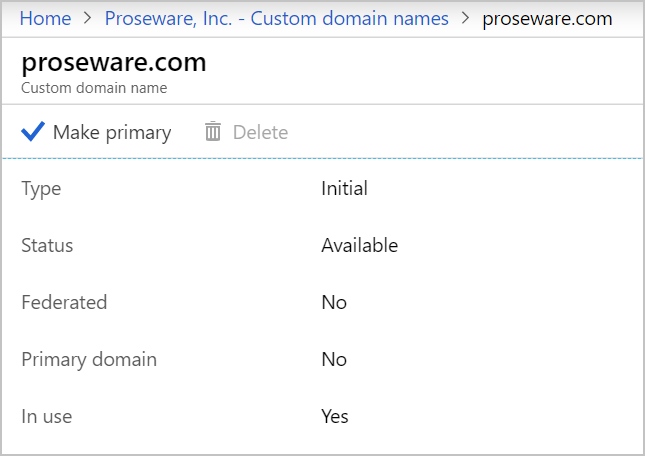 Home > Proseware, Inc. - Custom domain names > proseware.com
proseware.com
Custom domain name
Make primary Delete
Type Initial
Status Available
Federated No
Primary domain No
In use Yes